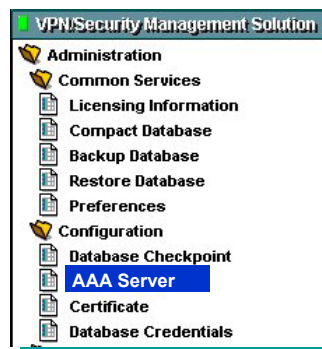 VPN/Security Management Solution
Administration
Common Services
Licensing Information
Compact Database
Backup Database
Restore Database
Preferences
Configuration
Database Checkpoint
AAA Server
Certificate
Database Credentials